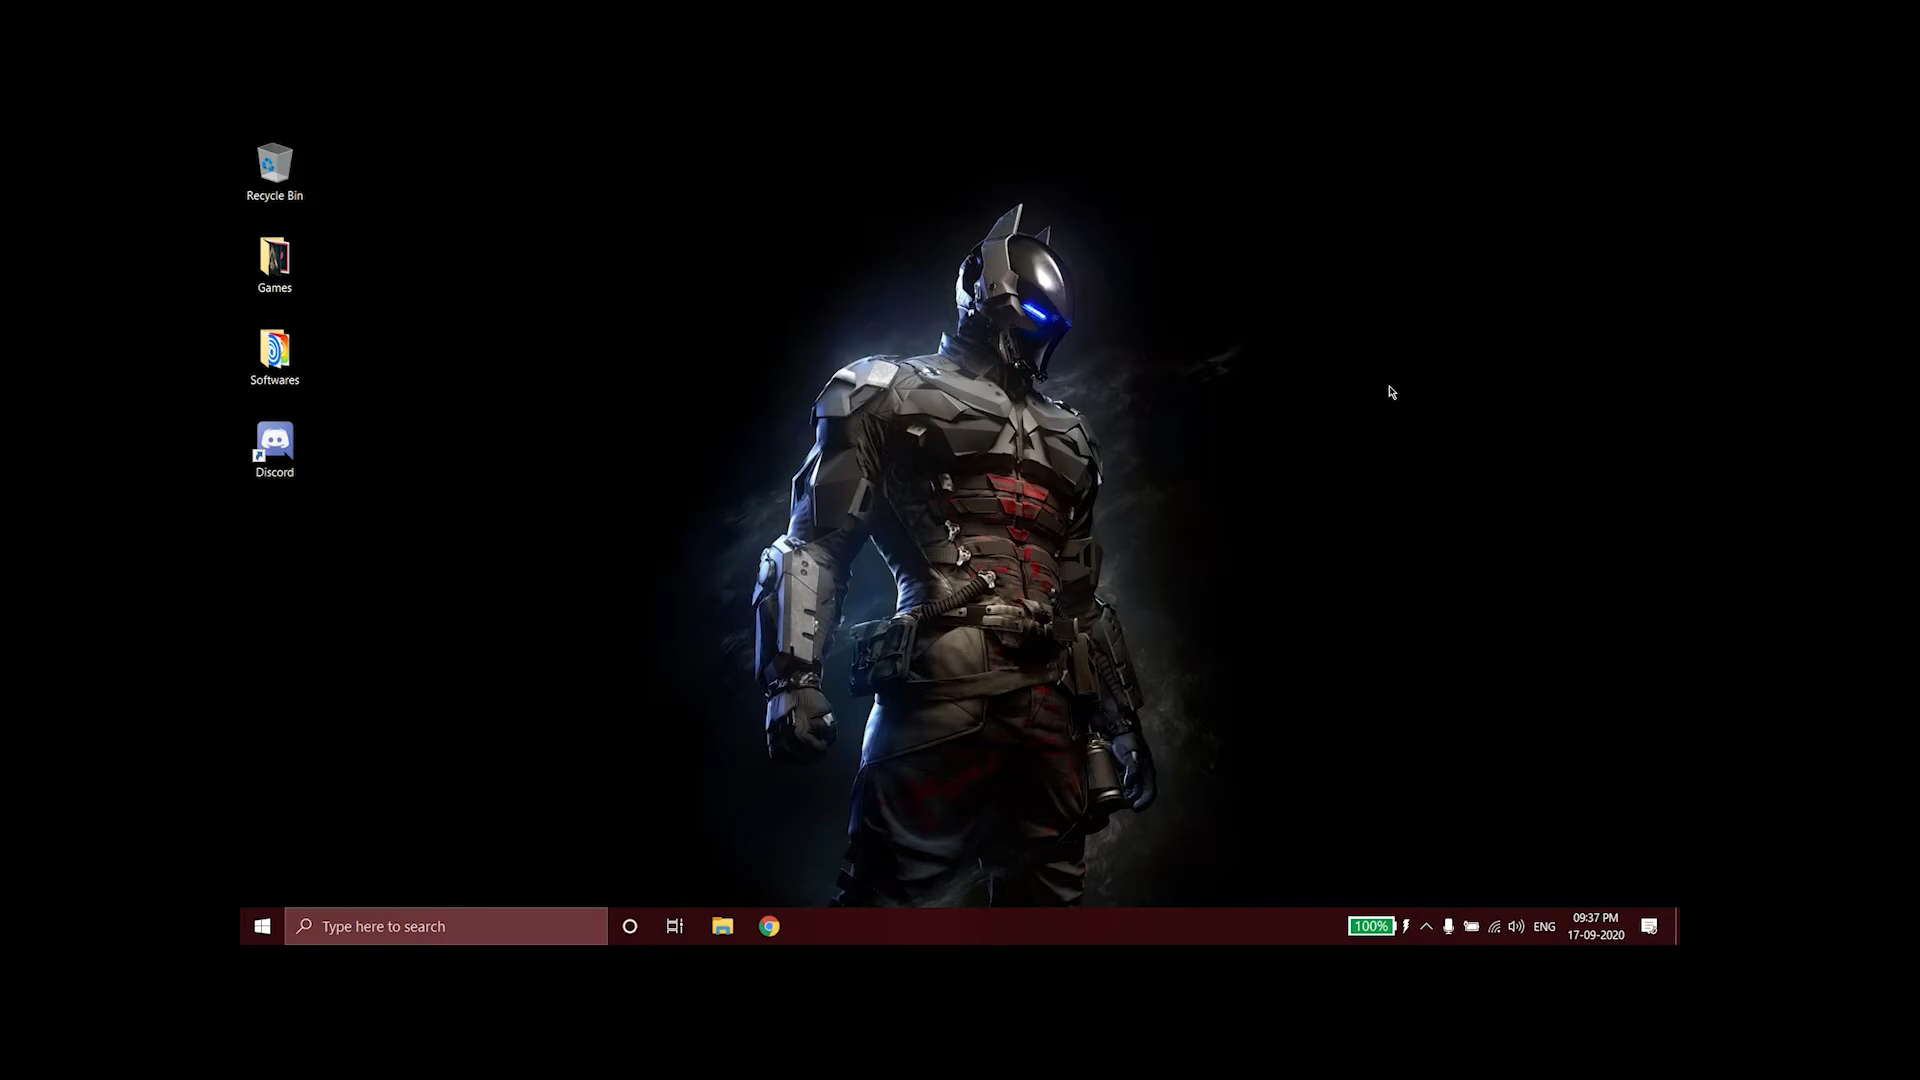 Recycle Bin
Games
Softwares
Discord
Type here to search
100%
ENG
09:37 PM
17-09-2020